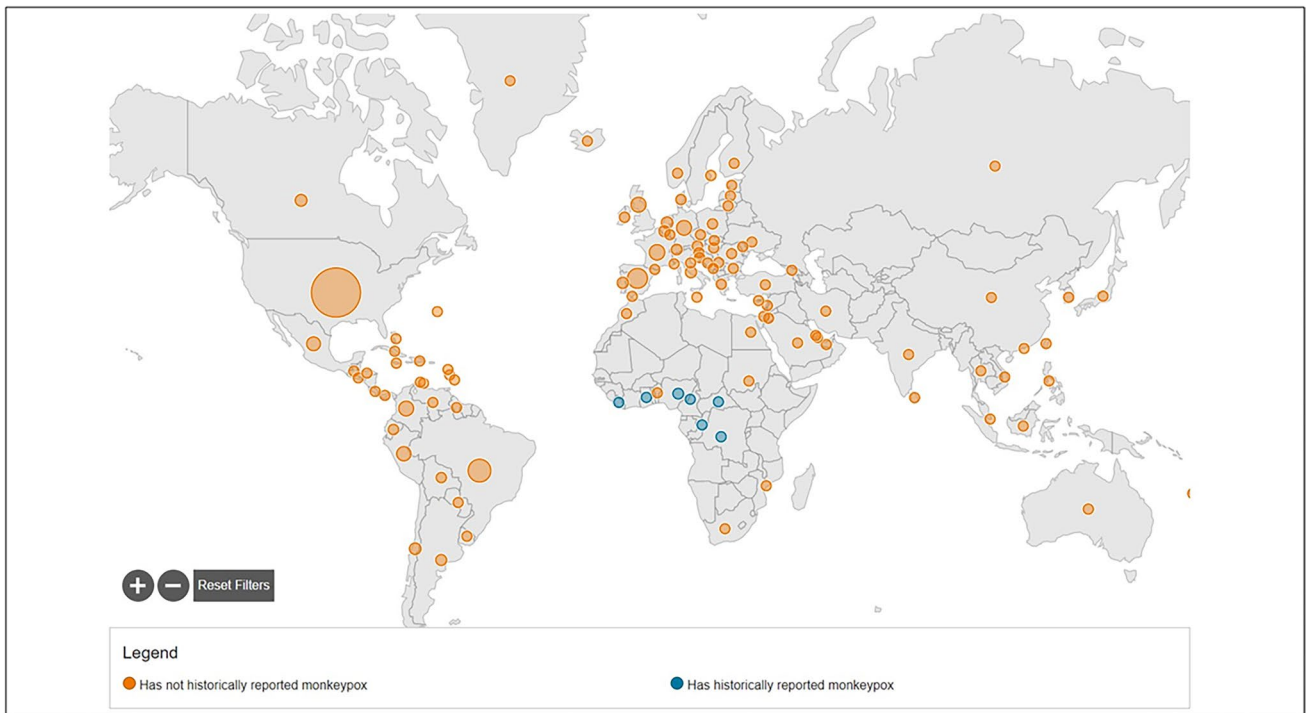 Reset Filters
Legend
Has not historically reported monkeypox
Has historically reported monkeypox